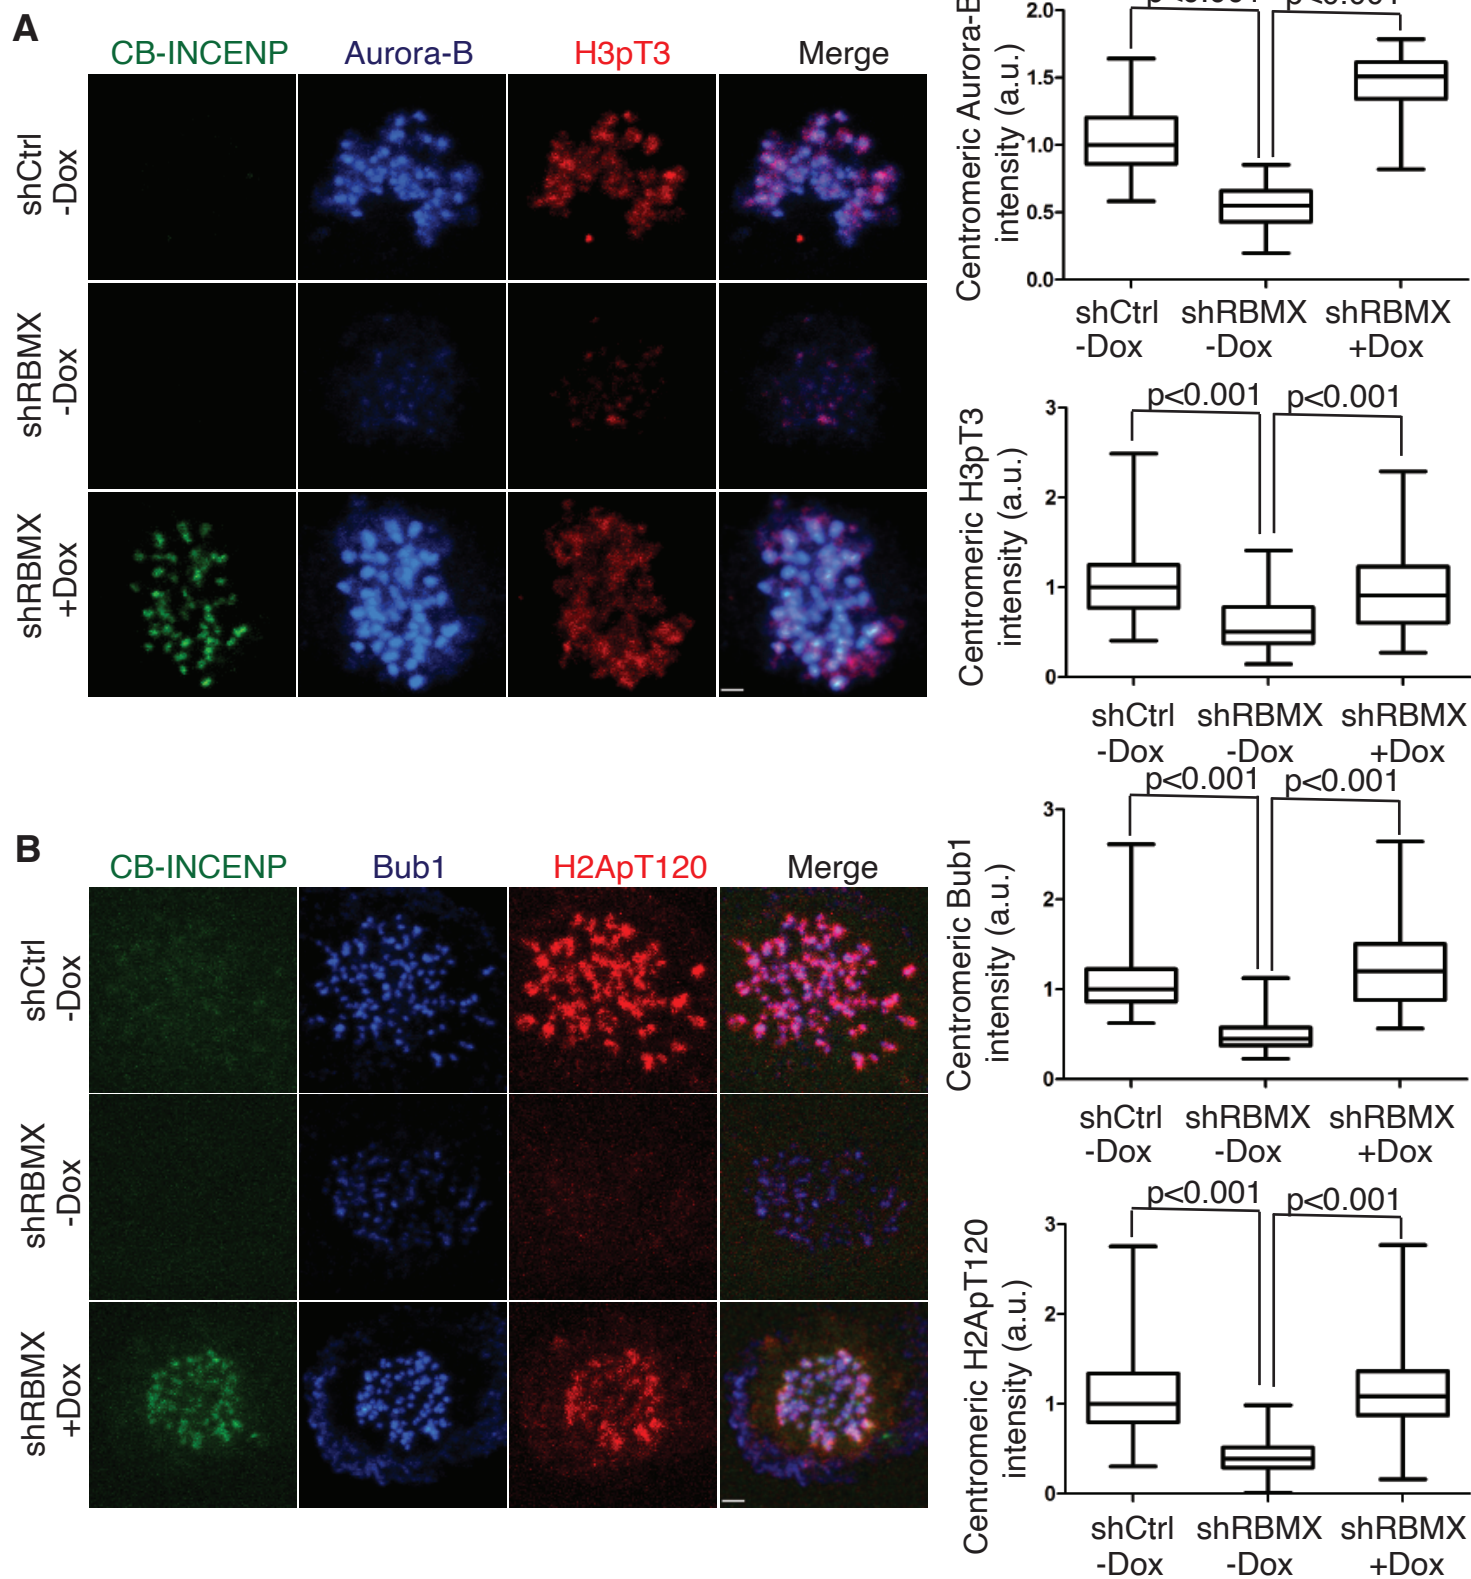 A
CB-INCENP Aurora-B H3pT3 Merge
shCtrl
-Dox
shRBMX
-Dox
shRBMX
+Dox
Centromeric Aurora-B
intensity (a.u.)
2.0
1.5
1.0
0.5
0.0
p<0.001 p<0.001
shCtrl shRBMX shRBMX
-Dox -Dox +Dox
Centromeric H3pT3
intensity (a.u.)
3
2
1
0
p<0.001 p<0.001
shCtrl shRBMX shRBMX
-Dox -Dox +Dox
B
CB-INCENP Bub1 H2ApT120 Merge
shCtrl
-Dox
shRBMX
-Dox
shRBMX
+Dox
Centromeric Bub1
intensity (a.u.)
3
2
1
0
p<0.001 p<0.001
shCtrl shRBMX shRBMX
-Dox -Dox +Dox
Centromeric H2ApT120
intensity (a.u.)
3
2
1
0
p<0.001 p<0.001
shCtrl shRBMX shRBMX
-Dox -Dox +Dox